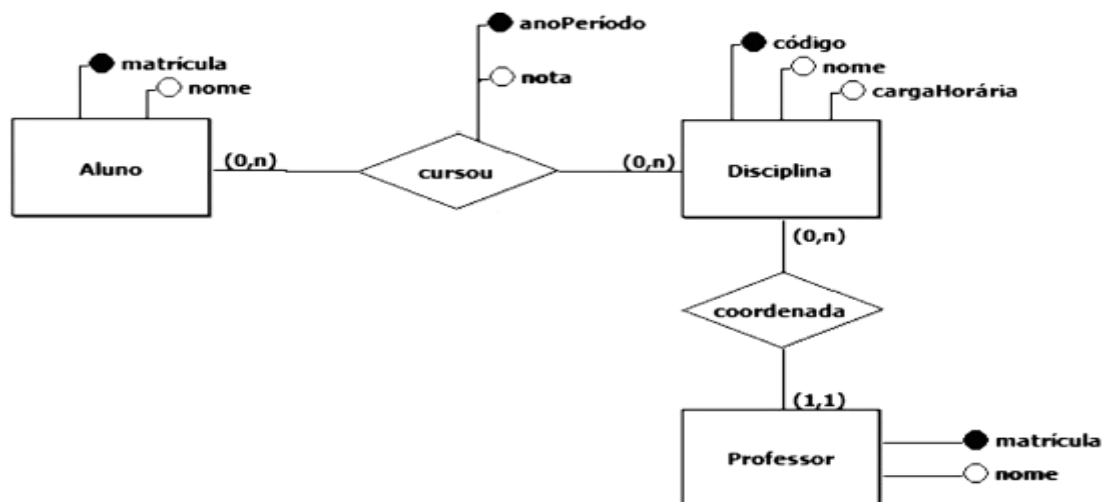 anoPeríodo
matrícula
nome
nota
código
nome
cargaHorária
Aluno
(0,n)
cursou
(0,n)
Disciplina
(0,n)
coordenada
(1,1)
Professor
matrícula
nome